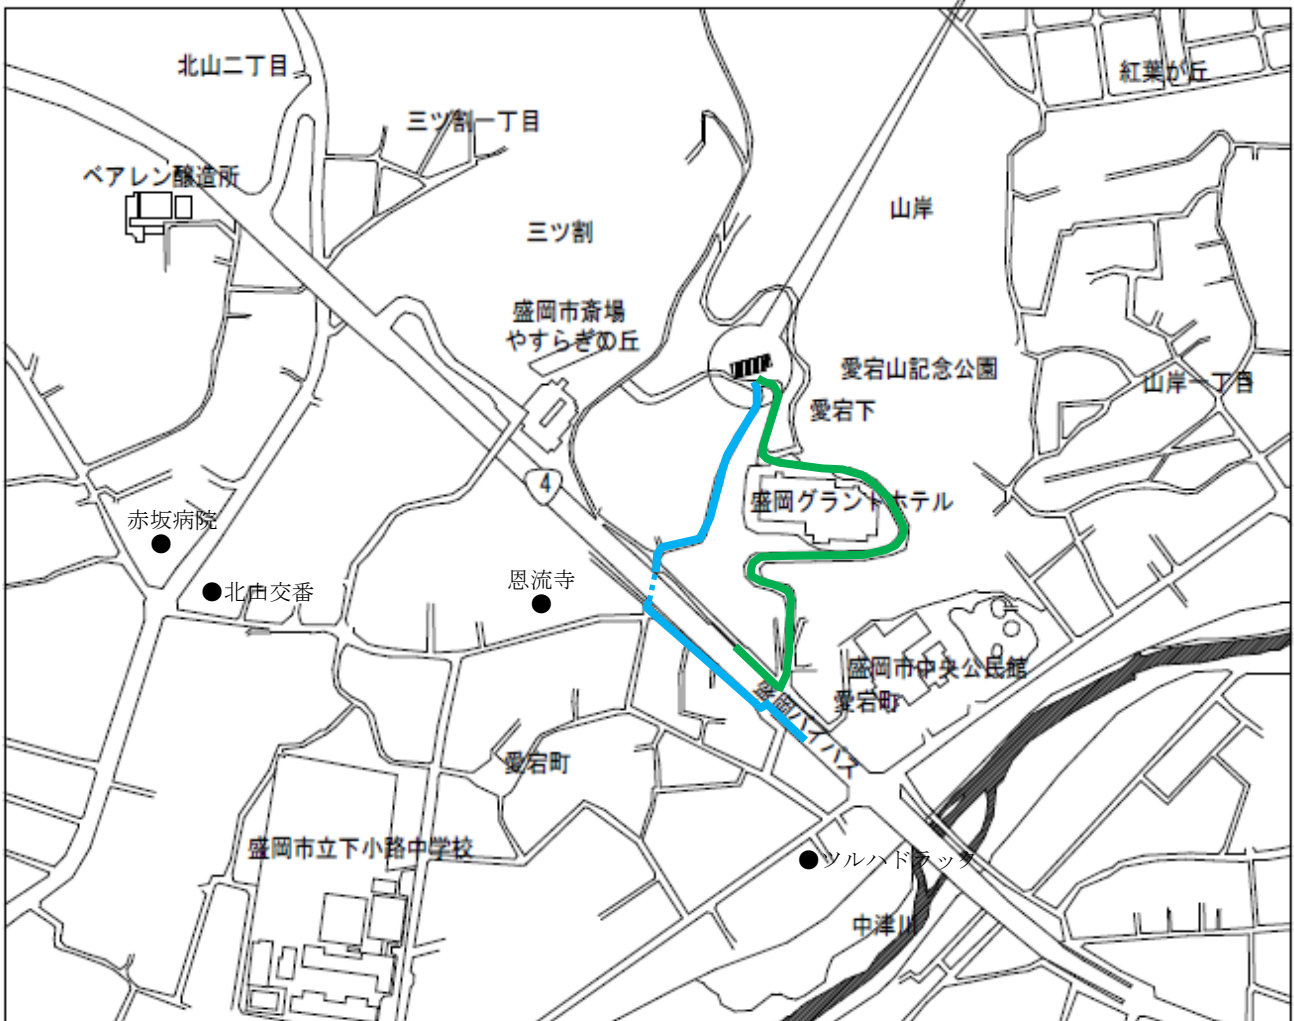 北山二丁目
紅葉が丘
三ツ割一丁目
ベアレン醸造所
山岸
三ツ割
盛岡市斎場
やすらぎの丘
愛宕山記念公園
山岸一丁目
愛宕下
4
盛岡グランドホテル
赤坂病院
恩流寺
北山交番
盛岡市中央公民館
愛宕町
盛岡バイパス
愛宕町
盛岡市立下小路中学校
ツルハドラッグ
中津川